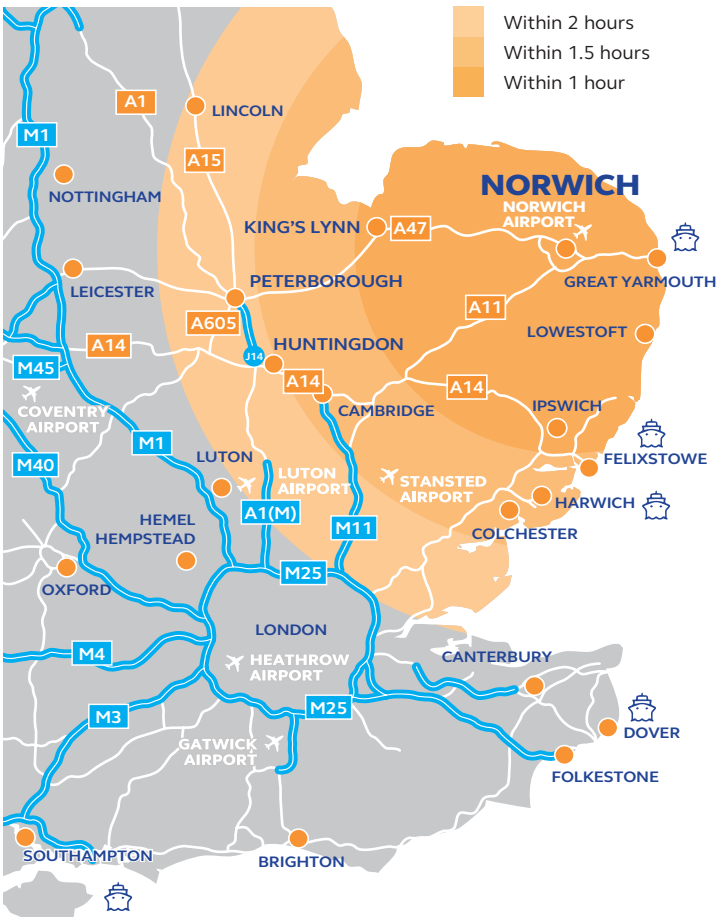 Within 2 hours
Within 1.5 hours
Within 1 hour
A1
LINCOLN
M1
A15
NOTTINGHAM
NORWICH
NORWICH
AIRPORT
KING'S LYNN
A47
LEICESTER
PETERBOROUGH
GREAT YARMOUTH
A11
A605
LOWESTOFT
A14
HUNTINGDON
J14
M45
A14
A14
COVENTRY
AIRPORT
CAMBRIDGE
IPSWICH
M1
M40
LUTON
LUTON
AIRPORT
STANSTED
AIRPORT
FELIXSTOWE
HARWICH
A1(M)
M11
COLCHESTER
HEMEL
HEMPSTEAD
M25
OXFORD
LONDON
M4
HEATHROW
AIRPORT
CANTERBURY
M25
M3
GATWICK
AIRPORT
DOVER
FOLKESTONE
SOUTHAMPTON
BRIGHTON